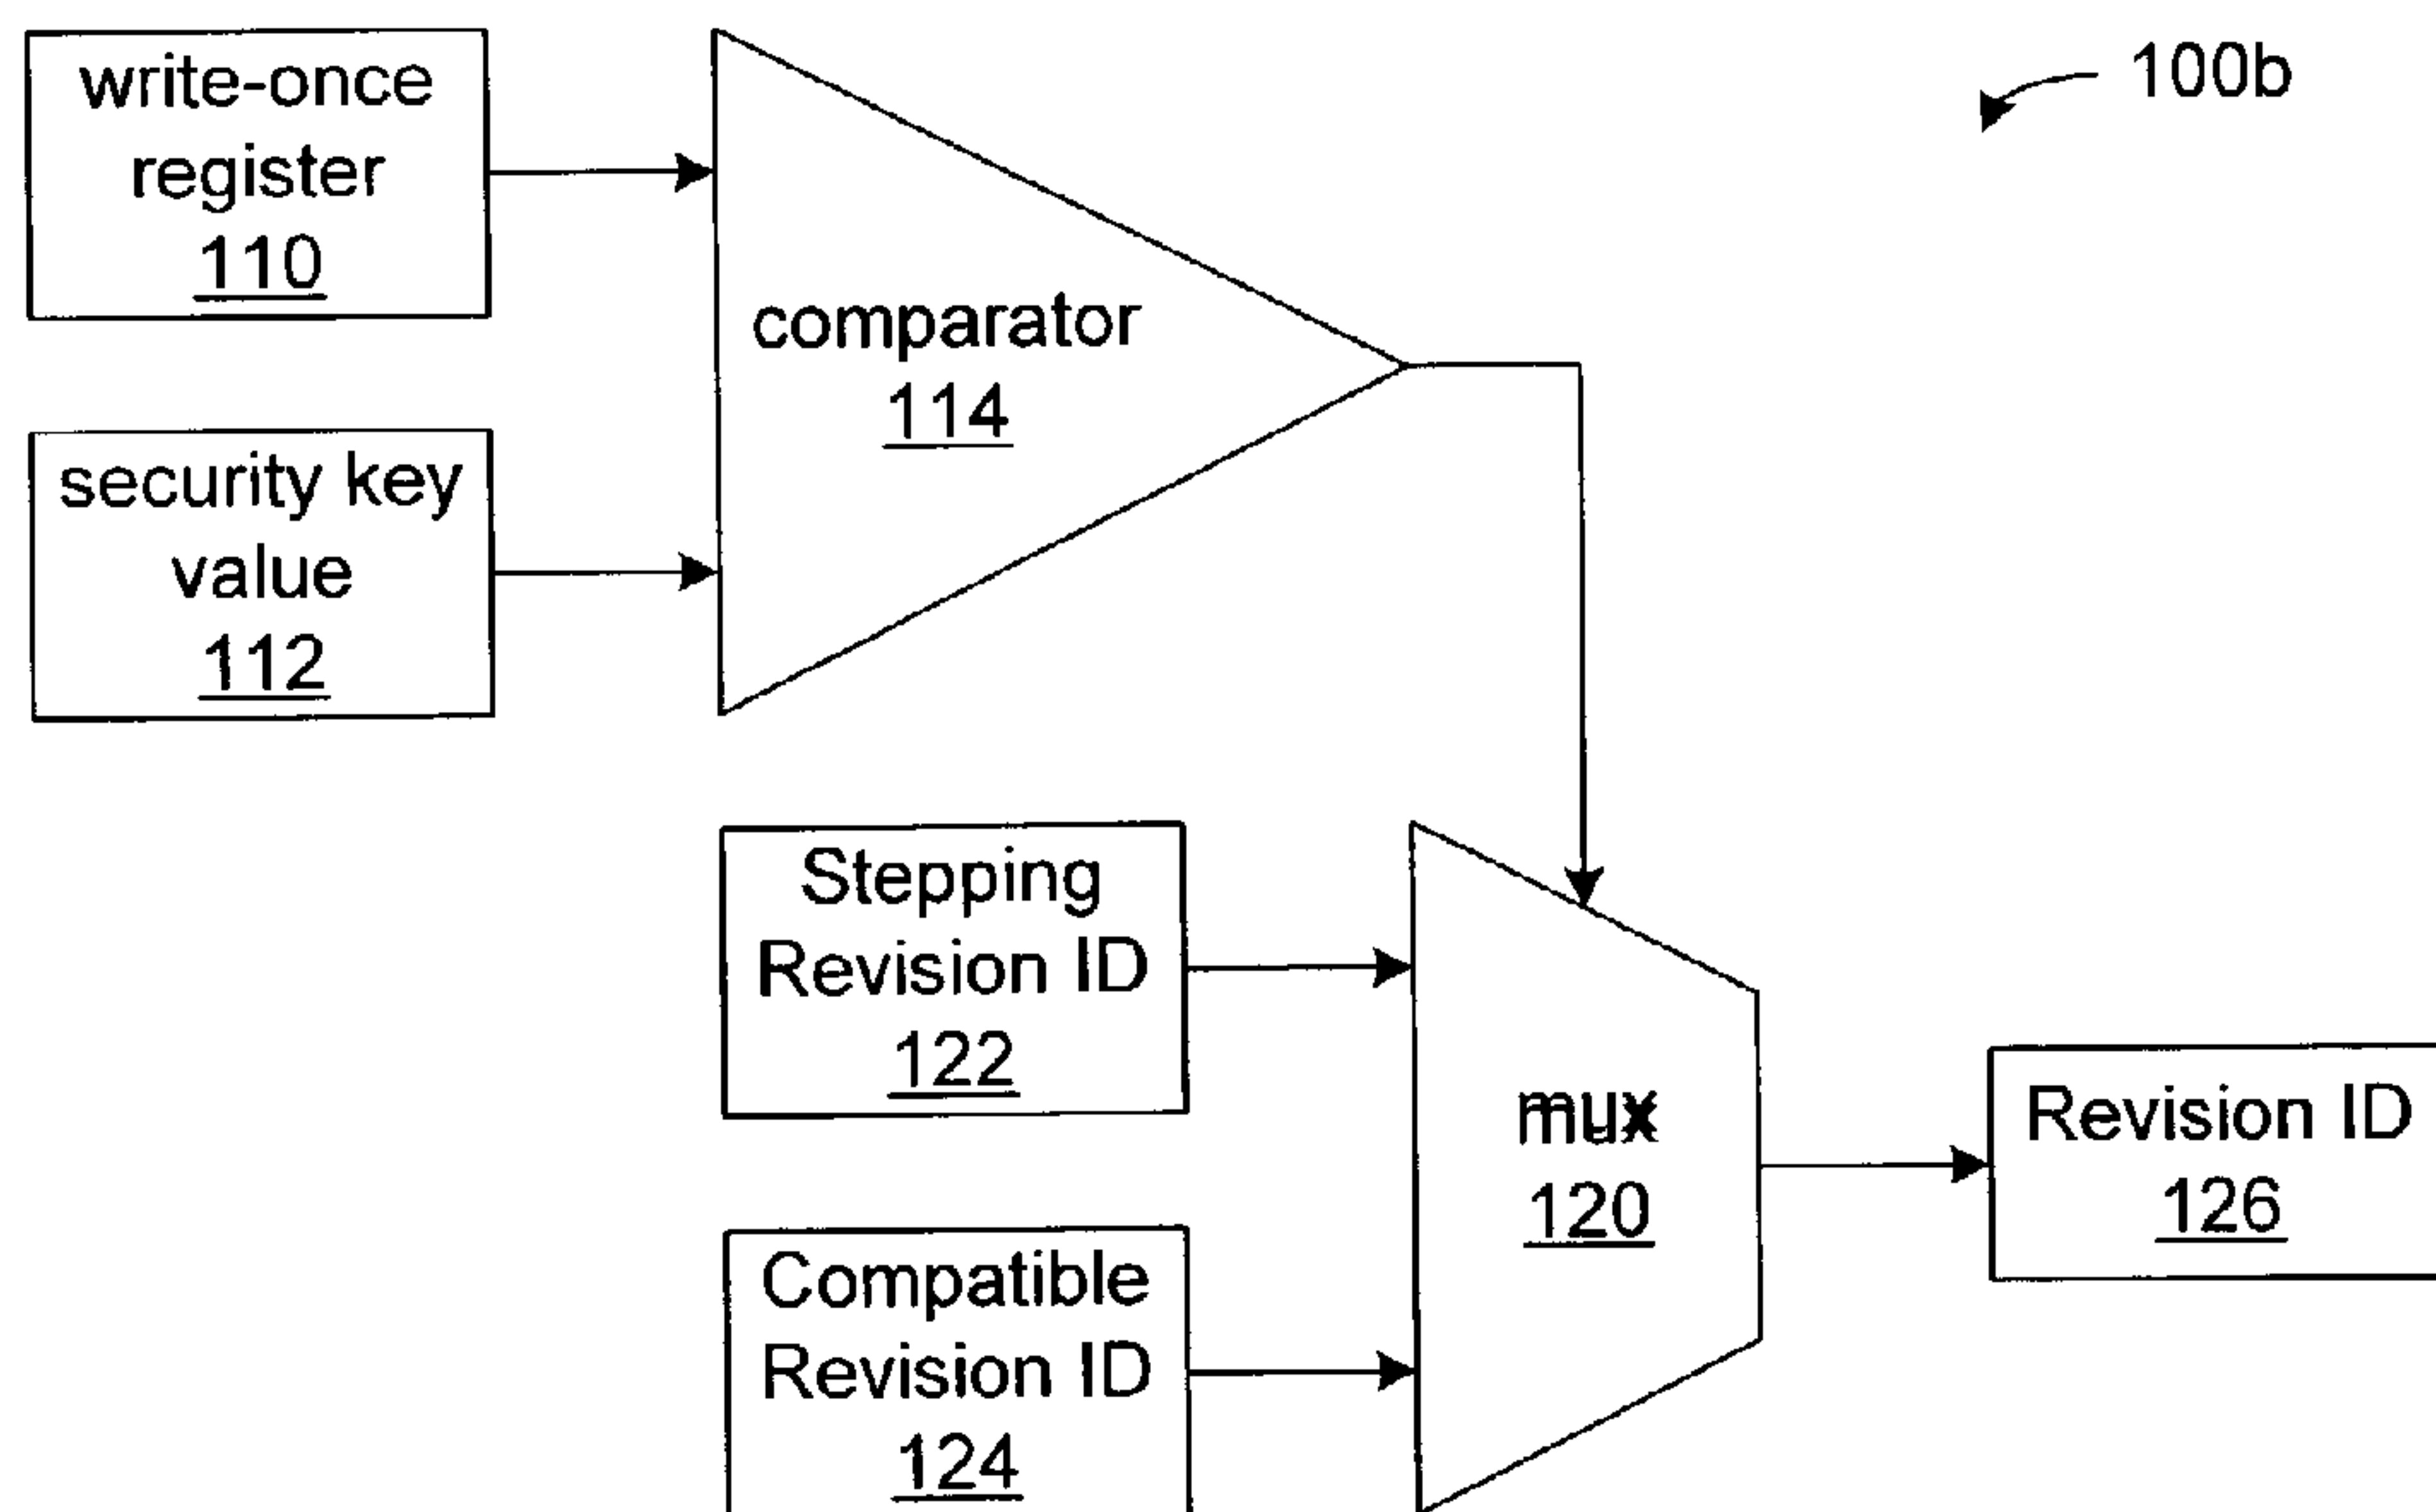 write-once
register
110
100b
comparator
114
security key
value
112
Stepping
Revision ID
122
mux
120
Revision ID
126
Compatible
Revision ID
124